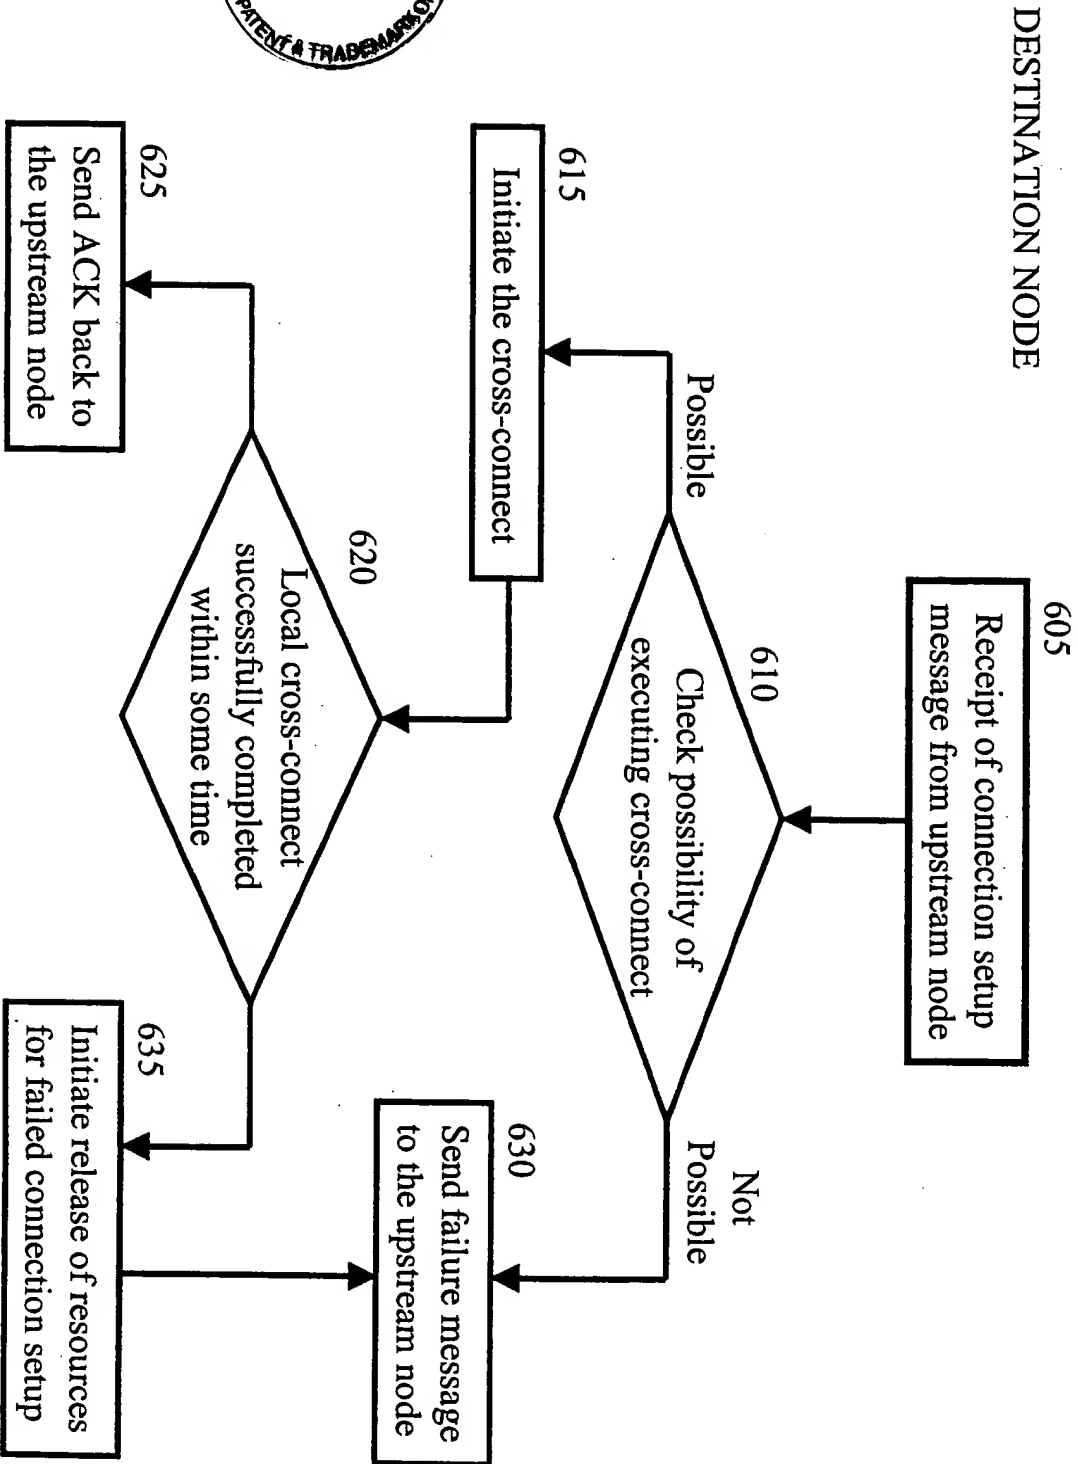 DESTINATION NODE
605
Receipt of connection setup
message from upstream node
610
Check possibility of
executing cross-connect
Possible
Not
Possible
615
Initiate the cross-connect
630
Send failure message
to the upstream node
620
Local cross-connect
successfully completed
within some time
625
Send ACK back to
the upstream node
635
Initiate release of resources
for failed connection setup
PATENT & TRADEMARK